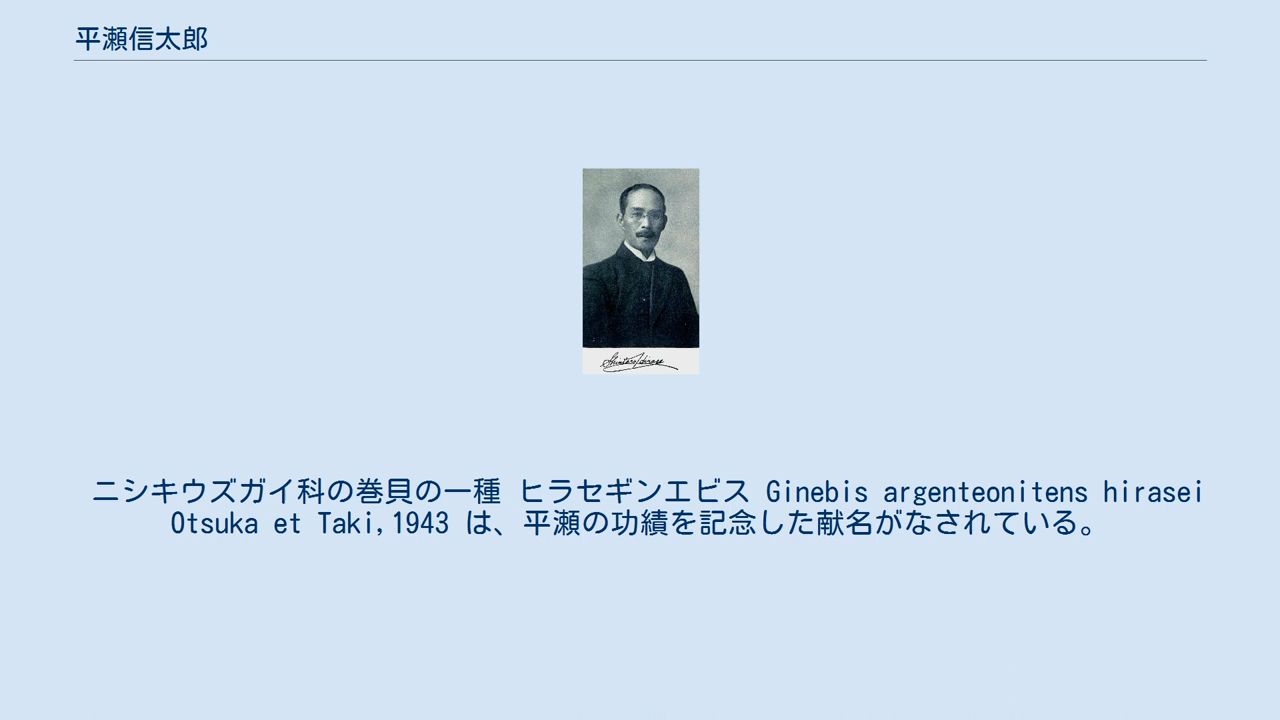 平瀬信太郎
Shintaro Hirase
ニシキウズガイ科の巻貝の一種 ヒラセギンエビス Ginebis argenteonitens hirasei
Otsuka et Taki,1943 は、平瀬の功績を記念した献名がなされている。